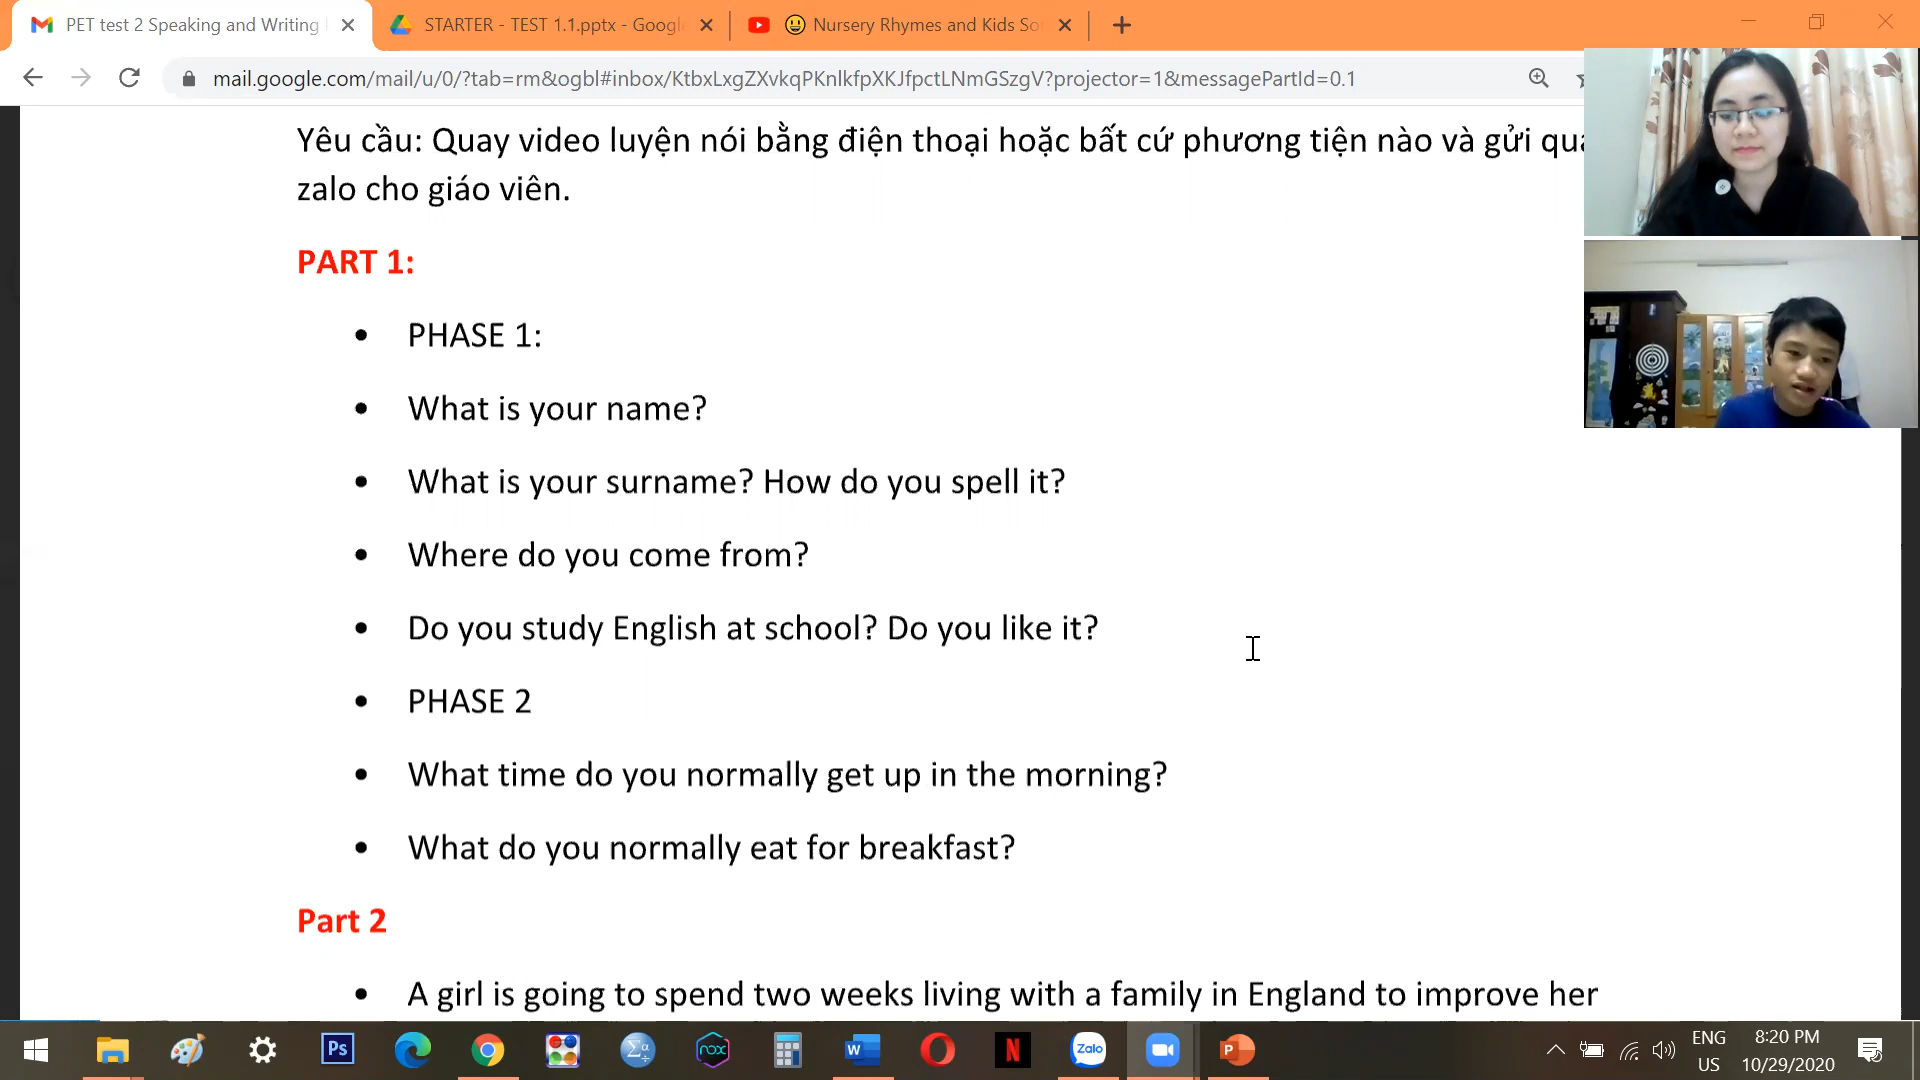 PET test 2 Speaking and Writing
STARTER - TEST 1.1.pptx - Google
Nursery Rhymes and Kids So
mail.google.com/mail/u/0/?tab=rm&ogbl#inbox/KtbxLxgZXvkqPKnlkfpXKJfpctLNmGSzgV?projector=1&messagePartId=0.1
Yêu cầu: Quay video luyện nói bằng điện thoại hoặc bất cứ phương tiện nào và gửi qua
zalo cho giáo viên.
PART 1:
• PHASE 1:
• What is your name?
• What is your surname? How do you spell it?
• Where do you come from?
• Do you study English at school? Do you like it?
• PHASE 2
• What time do you normally get up in the morning?
• What do you normally eat for breakfast?
Part 2
• A girl is going to spend two weeks living with a family in England to improve her
Ps
nox
W
N
Zalo
P
ENG
US
8:20 PM
10/29/2020